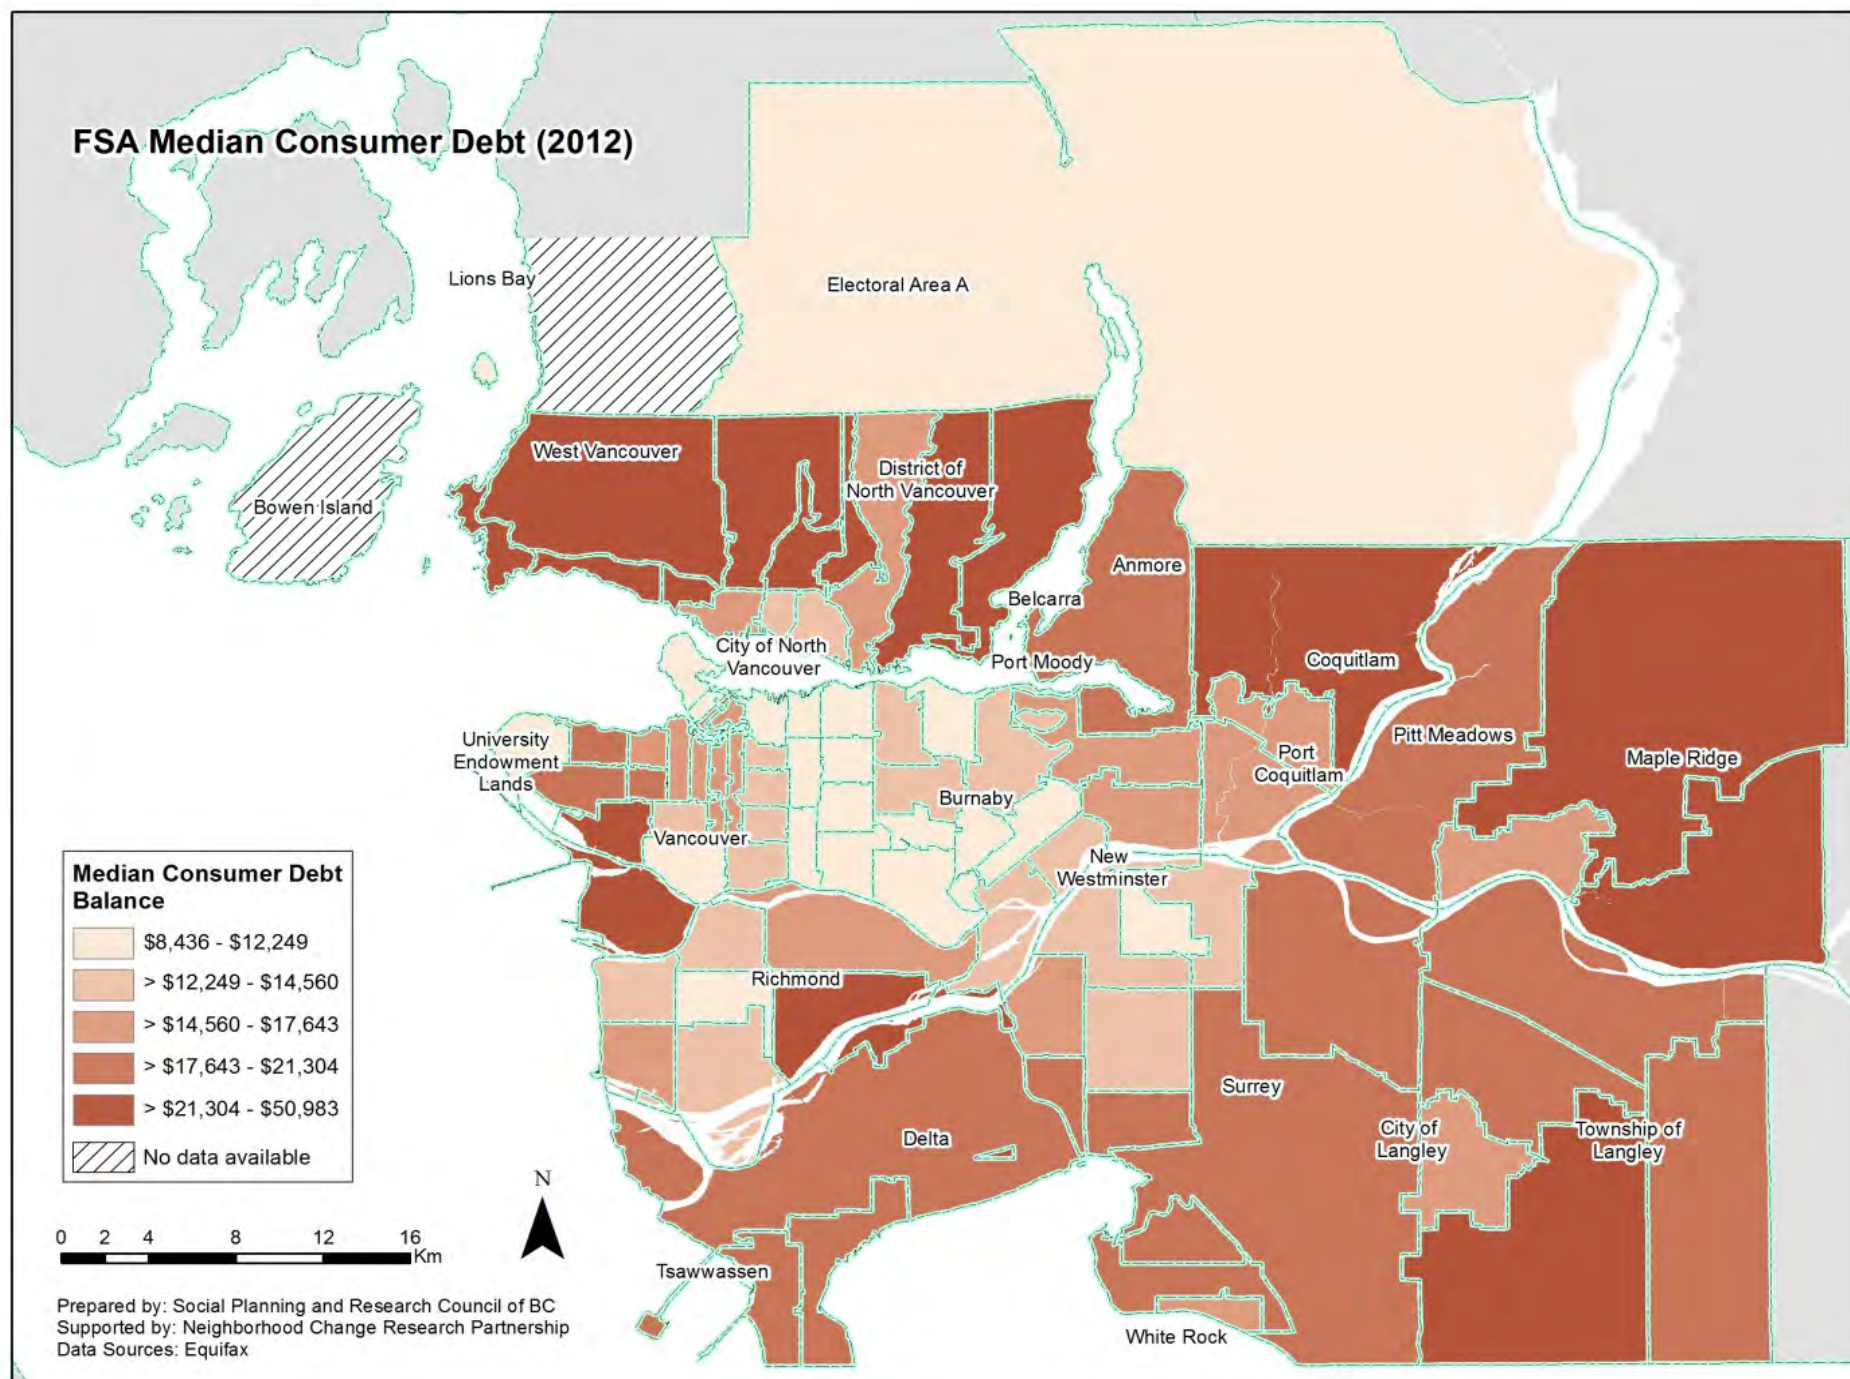 FSA Median Consumer Debt (2012)
Lions Bay
Electoral Area A
West Vancouver
District of
North Vancouver
Bowen Island
Anmore
Belcarra
City of North
Vancouver
Port Moody
Coquitlam
University
Endowment
Lands
Pitt Meadows
Port
Coquitlam
Maple Ridge
Burnaby
Vancouver
New
Westminster
Richmond
Surrey
Delta
City of
Langley
Township of
Langley
Tsawwassen
White Rock
Median Consumer Debt
Balance
$8,436 - $12,249
> $12,249 - $14,560
> $14,560 - $17,643
> $17,643 - $21,304
> $21,304 - $50,983
No data available
N
0 2 4 8 12 16
Km
Prepared by: Social Planning and Research Council of BC
Supported by: Neighborhood Change Research Partnership
Data Sources: Equifax